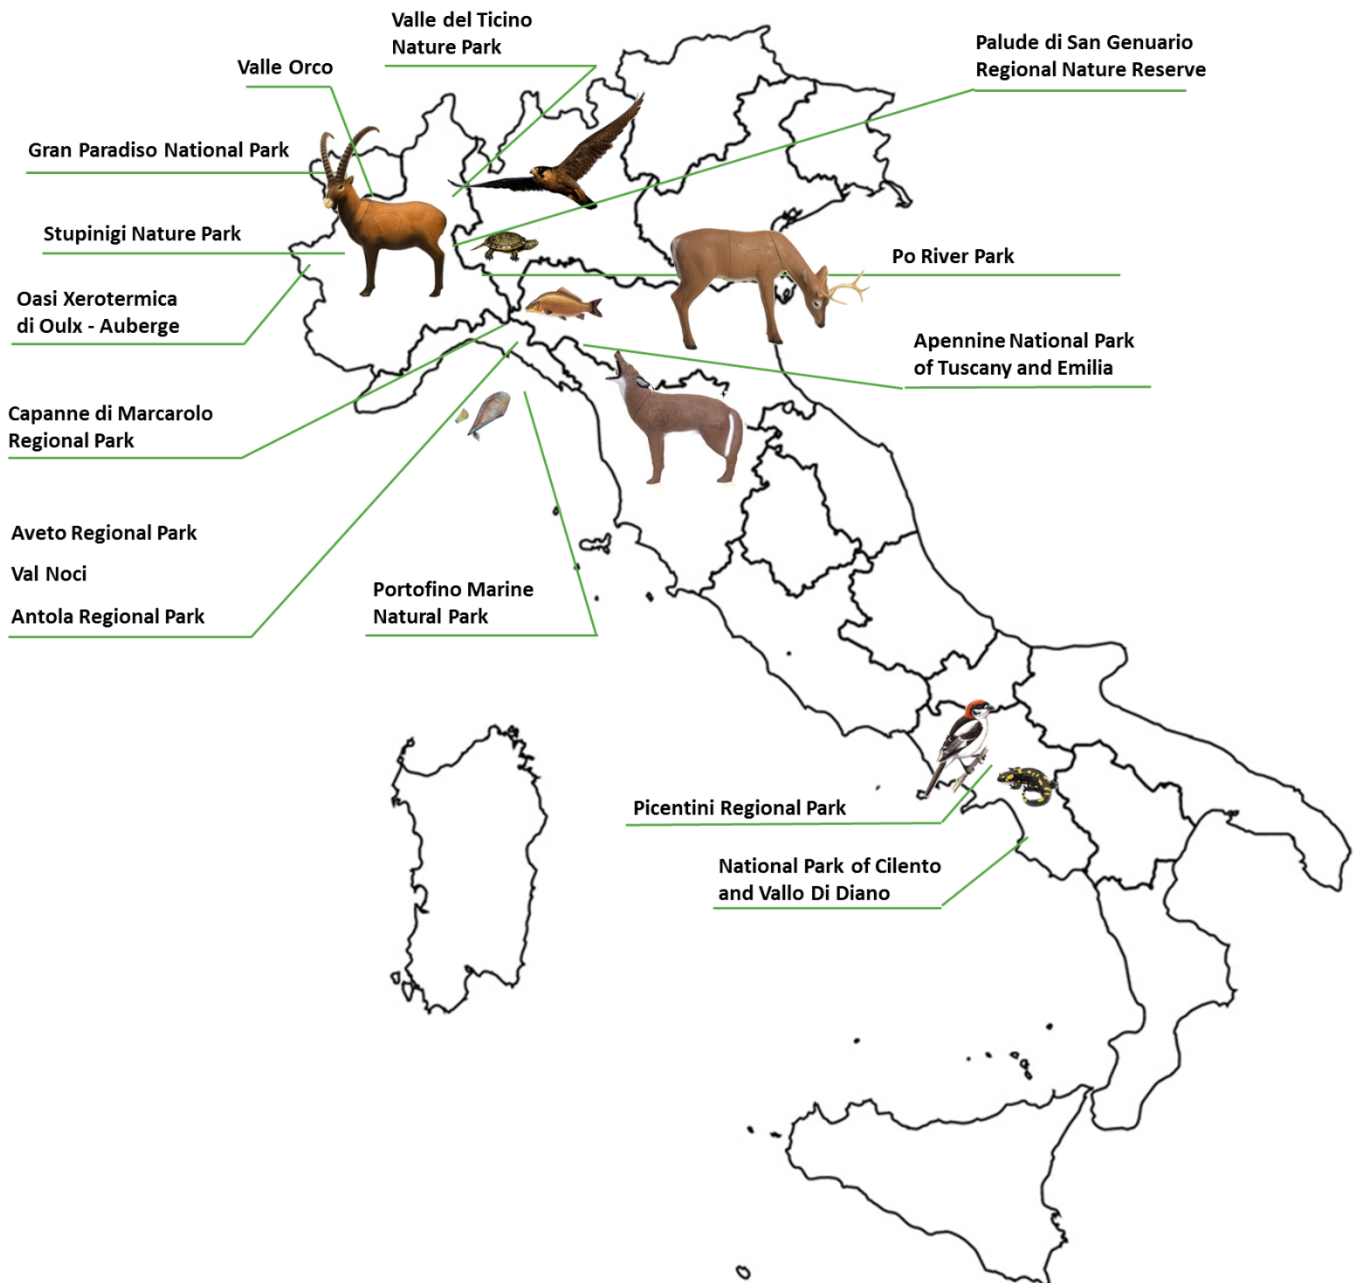 Valle del Ticino
Nature Park
Palude di San Genuario
Regional Nature Reserve
Valle Orco
Gran Paradiso National Park
Stupinigi Nature Park
Po River Park
Oasi Xerotermica
di Oulx - Auberge
Apennine National Park
of Tuscany and Emilia
Capanne di Marcarolo
Regional Park
Aveto Regional Park
Val Noci
Antola Regional Park
Portofino Marine
Natural Park
Picentini Regional Park
National Park of Cilento
and Vallo Di Diano